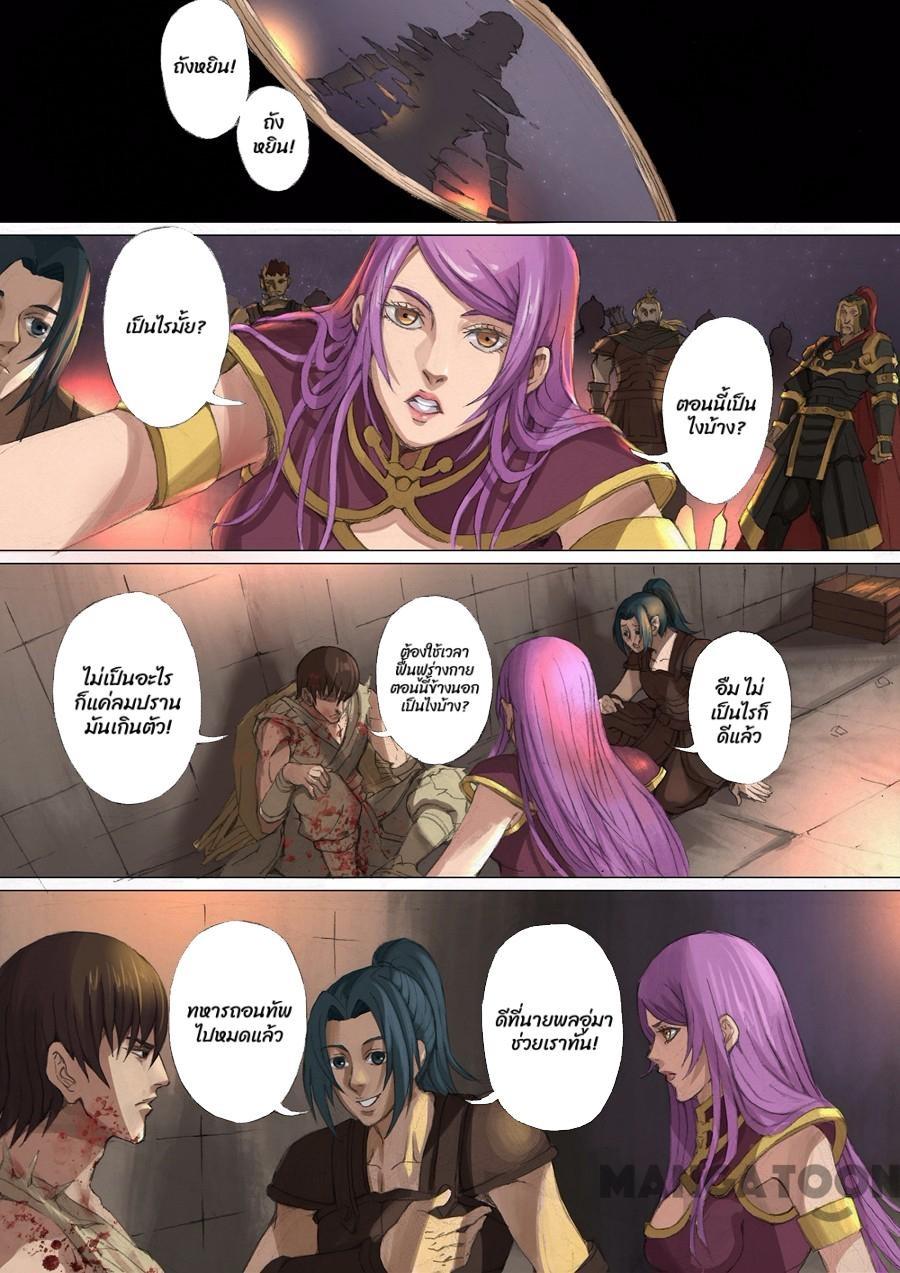 ถังหยิน!
ถัง
หยิน!
เป็นไรมั้ย?
ตอนนี้เป็น
ไงบ้าง?
ไม่เป็นอะไร
ก็แค่ลมปราน
มันเกินตัว!
ต้องใช้เวลา
ฟื้นฟูร่างกาย
ตอนนี้ข้างนอก
เป็นไงบ้าง?
อืม ไม่
เป็นไรก็
ดีแล้ว
ทหารถอนทัพ
ไปหมดแล้ว
ดีที่นายพลอู่มา
ช่วยเราทัน!
MANGATOON